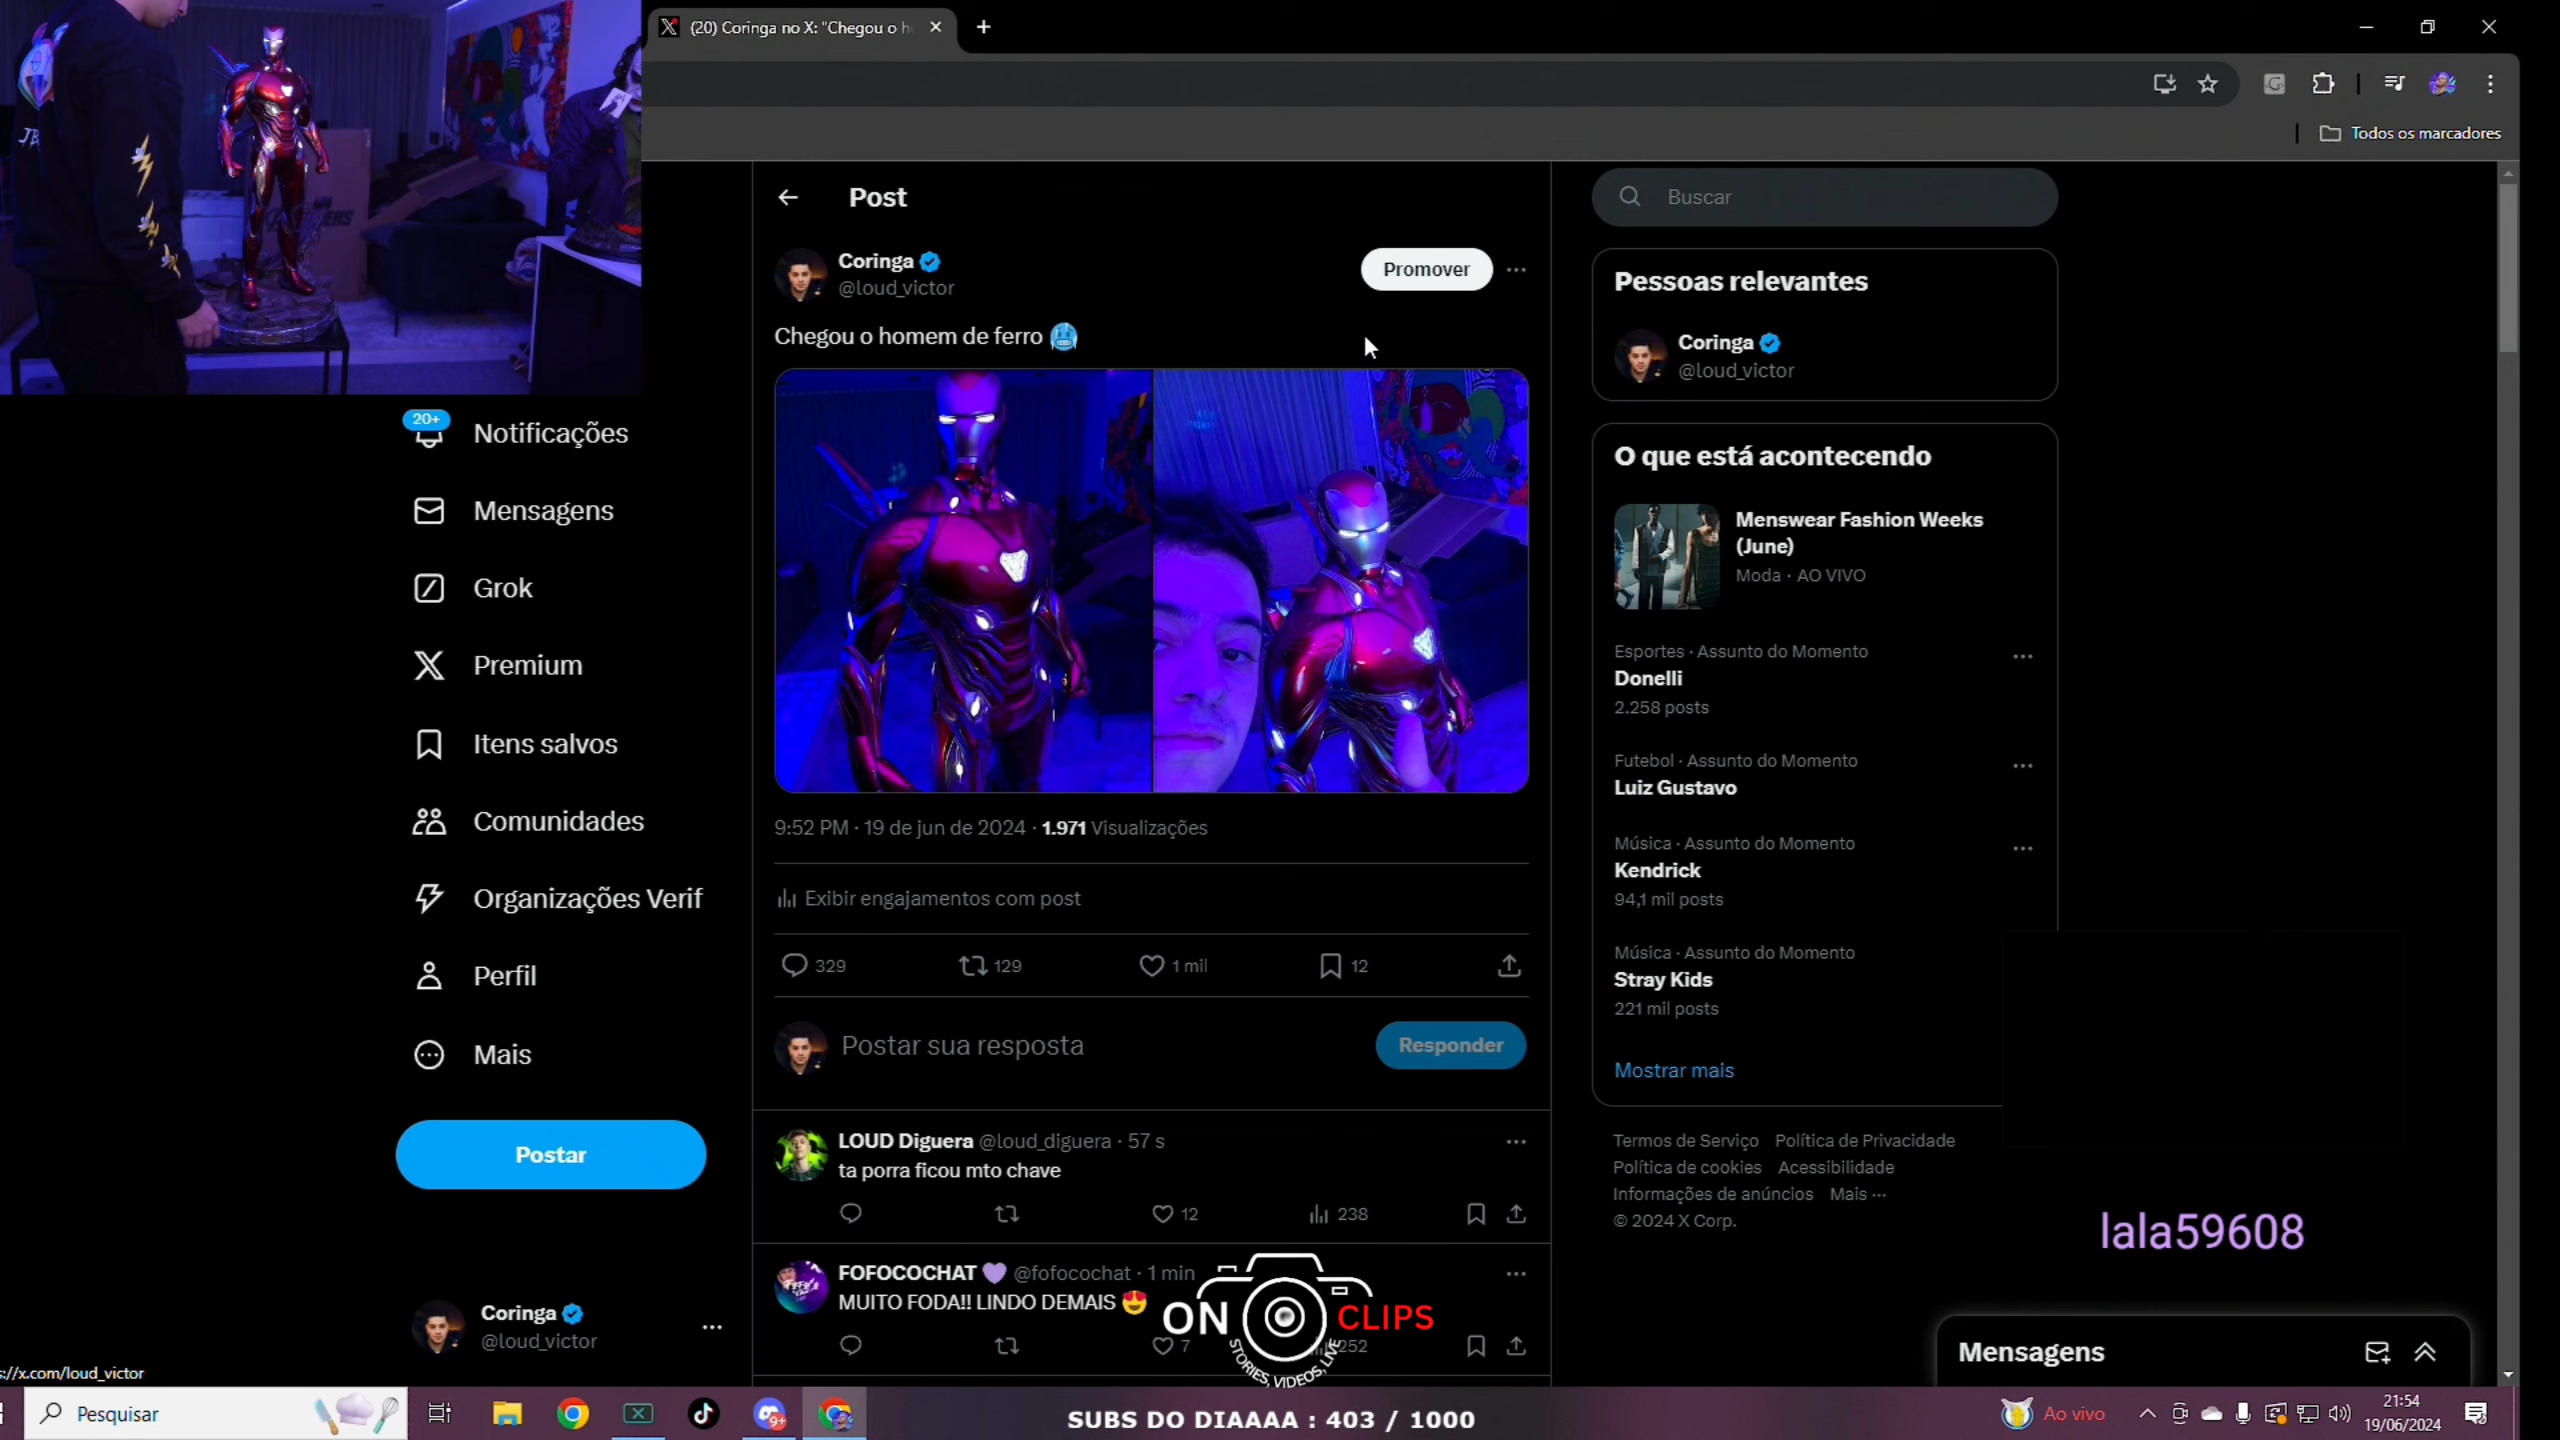 (20) Coringa no X: "Chegou o h
Todos os marcadores
JB
Post
Buscar
Coringa
@loud_victor
Promover
Chegou o homem de ferro 🥶
Pessoas relevantes
Coringa
@loud_victor
20+
Notificações
Mensagens
Grok
Premium
Itens salvos
Comunidades
Organizações Verif
Perfil
Mais
Postar
Coringa
@loud_victor
O que está acontecendo
Menswear Fashion Weeks
(June)
Moda · AO VIVO
Esportes · Assunto do Momento
Donelli
2.258 posts
Futebol · Assunto do Momento
Luiz Gustavo
Música · Assunto do Momento
Kendrick
94,1 mil posts
Música · Assunto do Momento
Stray Kids
221 mil posts
Mostrar mais
9:52 PM · 19 de jun de 2024 · 1.971 Visualizações
Exibir engajamentos com post
329 129 1 mil 12
Postar sua resposta
Responder
LOUD Diguera @loud_diguera · 57 s
ta porra ficou mto chave
12 238
FOFOCOCHAT 💜 @fofocochat · 1 min
MUITO FODA!! LINDO DEMAIS 😍
7 252
ON CLIPS
STORIES, VIDEOS, LIVE
Termos de Serviço Política de Privacidade
Política de cookies Acessibilidade
Informações de anúncios Mais ···
© 2024 X Corp.
lala59608
Mensagens
s://x.com/loud_victor
Pesquisar
9+
SUBS DO DIAAAA : 403 / 1000
Ao vivo
21:54
19/06/2024